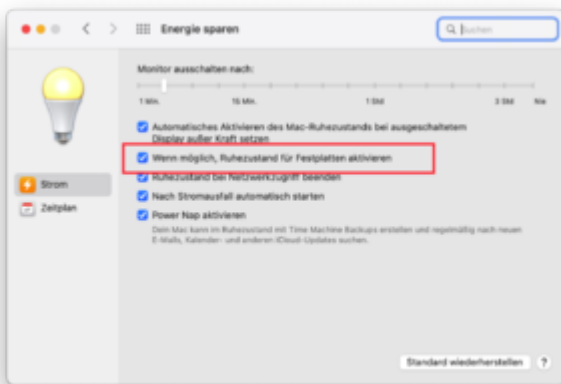 Energie sparen
Suchen
Monitor ausschalten nach:
1 Min. 15 Min. 1 Std 3 Std Nie
Automatisches Aktivieren des Mac-Ruhezustands bei ausgeschaltetem
Display außer Kraft setzen
Wenn möglich, Ruhezustand für Festplatten aktivieren
Ruhezustand bei Netzwerkzugriff beenden
Strom
Nach Stromausfall automatisch starten
Zeitplan
Power Nap aktivieren
Dein Mac kann im Ruhezustand mit Time Machine Backups erstellen und regelmäßig nach neuen
E-Mails, Kalender- und anderen iCloud-Updates suchen.
Standard wiederherstellen ?